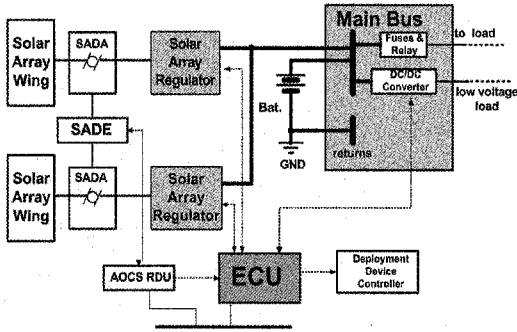 Main Bus
Solar
Array
Wing
SADA
Solar
Array
Regulator
Fuses &
Relay
to load
DC/DC
Converter
low voltage
load
Bat.
SADE
GND
returns
Solar
Array
Wing
SADA
Solar
Array
Regulator
AOCS RDU
ECU
Deployment
Device
Controller